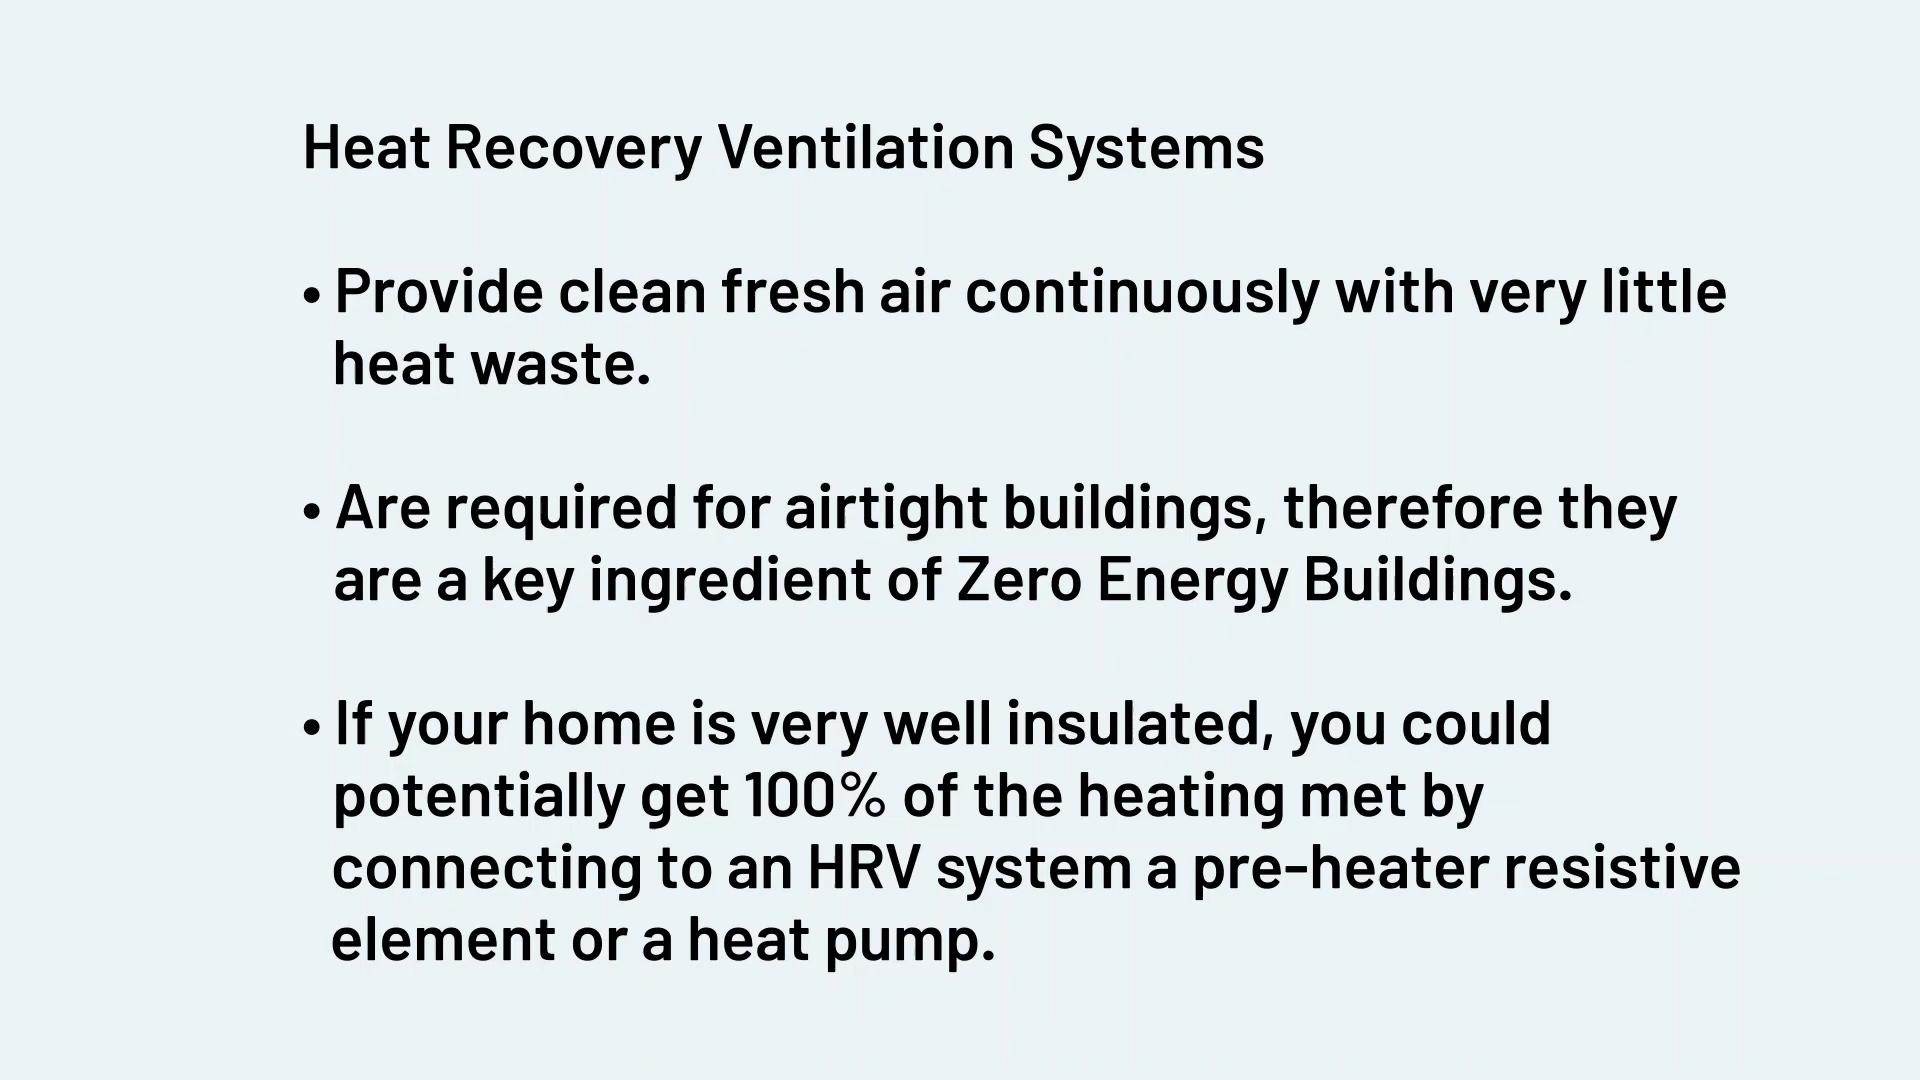 Heat Recovery Ventilation Systems
• Provide clean fresh air continuously with very little
heat waste.
• Are required for airtight buildings, therefore they
are a key ingredient of Zero Energy Buildings.
• If your home is very well insulated, you could
potentially get 100% of the heating met by
connecting to an HRV system a pre-heater resistive
element or a heat pump.